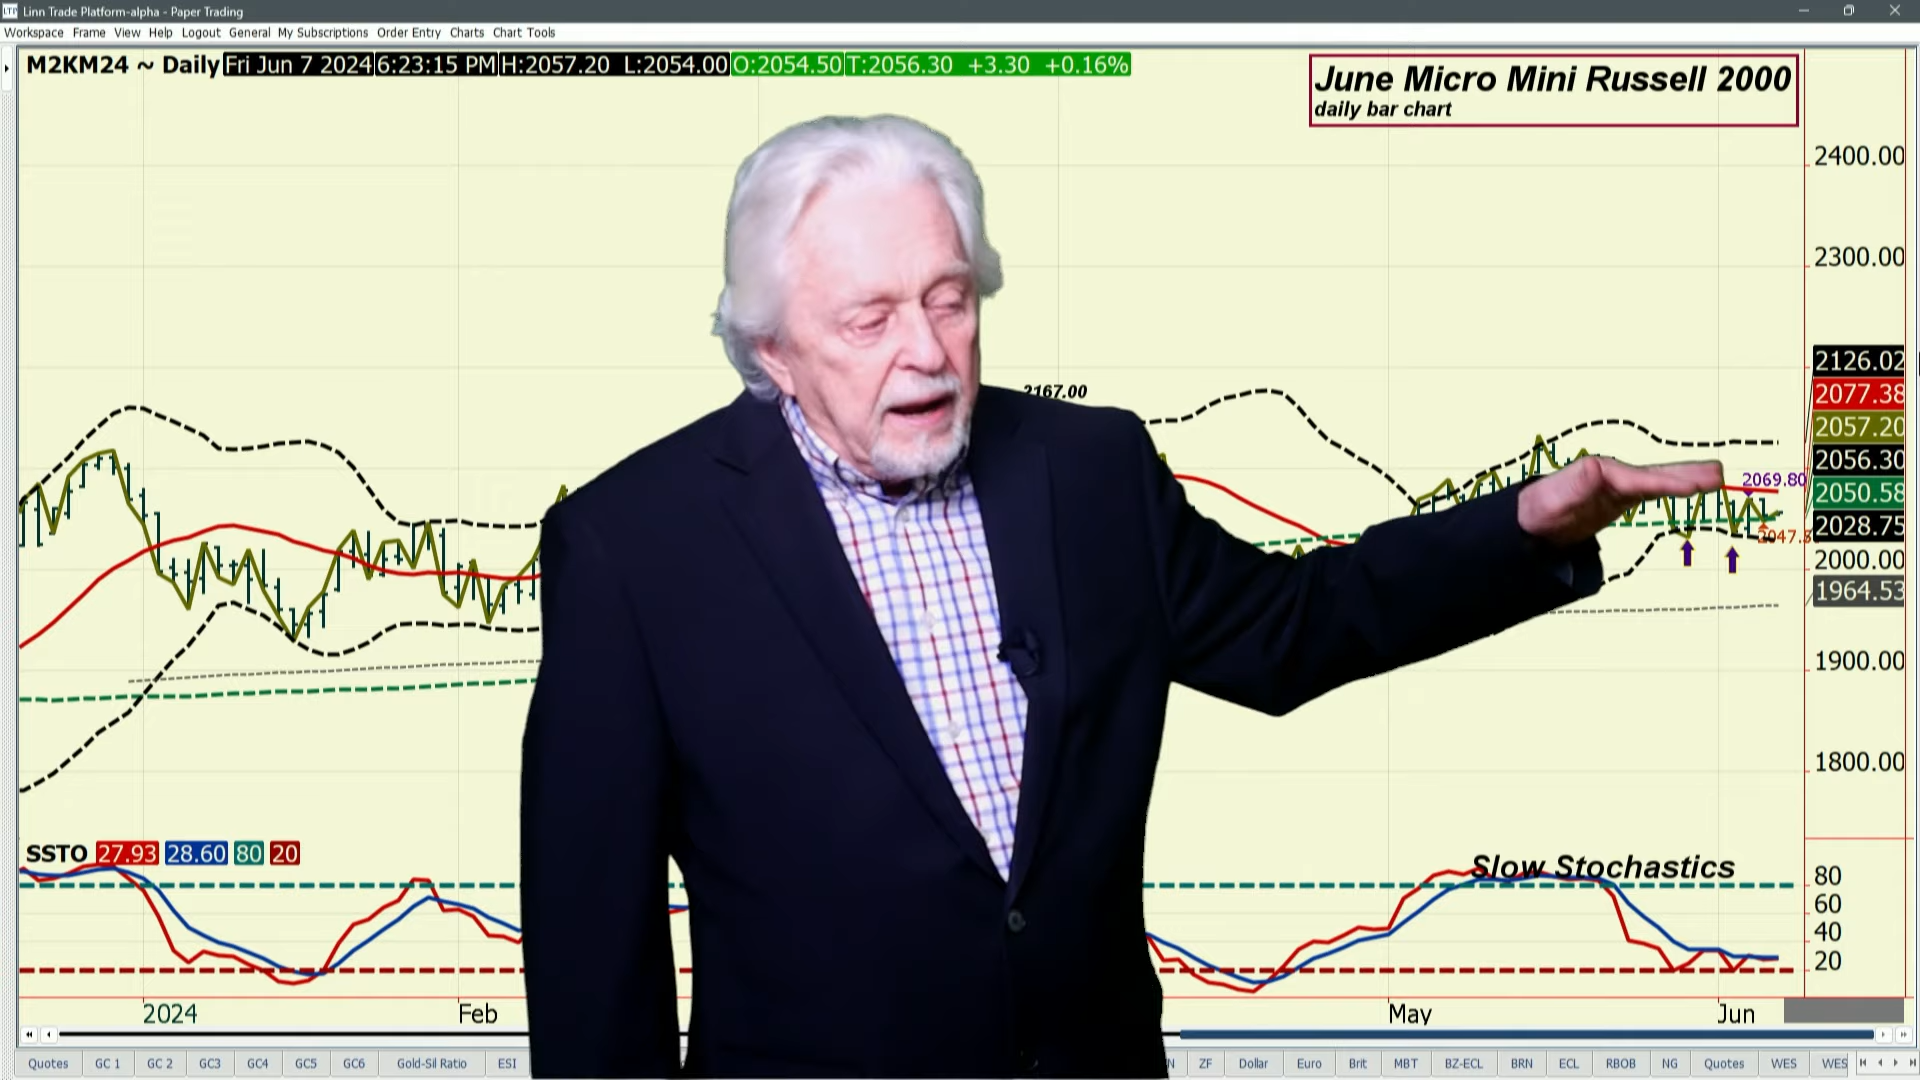 Linn Trade Platform-alpha - Paper Trading
Workspace Frame View Help Logout General My Subscriptions Order Entry Charts Chart Tools
M2KM24 ~ Daily Fri Jun 7 2024 6:23:15 PM H:2057.20 L:2054.00 O:2054.50 T:2056.30 +3.30 +0.16%
June Micro Mini Russell 2000
daily bar chart
2400.00
2300.00
2126.02
2167.00
2077.38
2057.20
2056.30
2069.80
2050.58
2028.75
2000.00
1964.53
1900.00
1800.00
SSTO 27.93 28.60 80 20
Slow Stochastics
80
60
40
20
2024 Feb May Jun
Quotes GC 1 GC 2 GC3 GC4 GC5 GC6 Gold-Sil Ratio ESI ZF Dollar Euro Brit MBT BZ-ECL BRN ECL RBOB NG Quotes WES WES